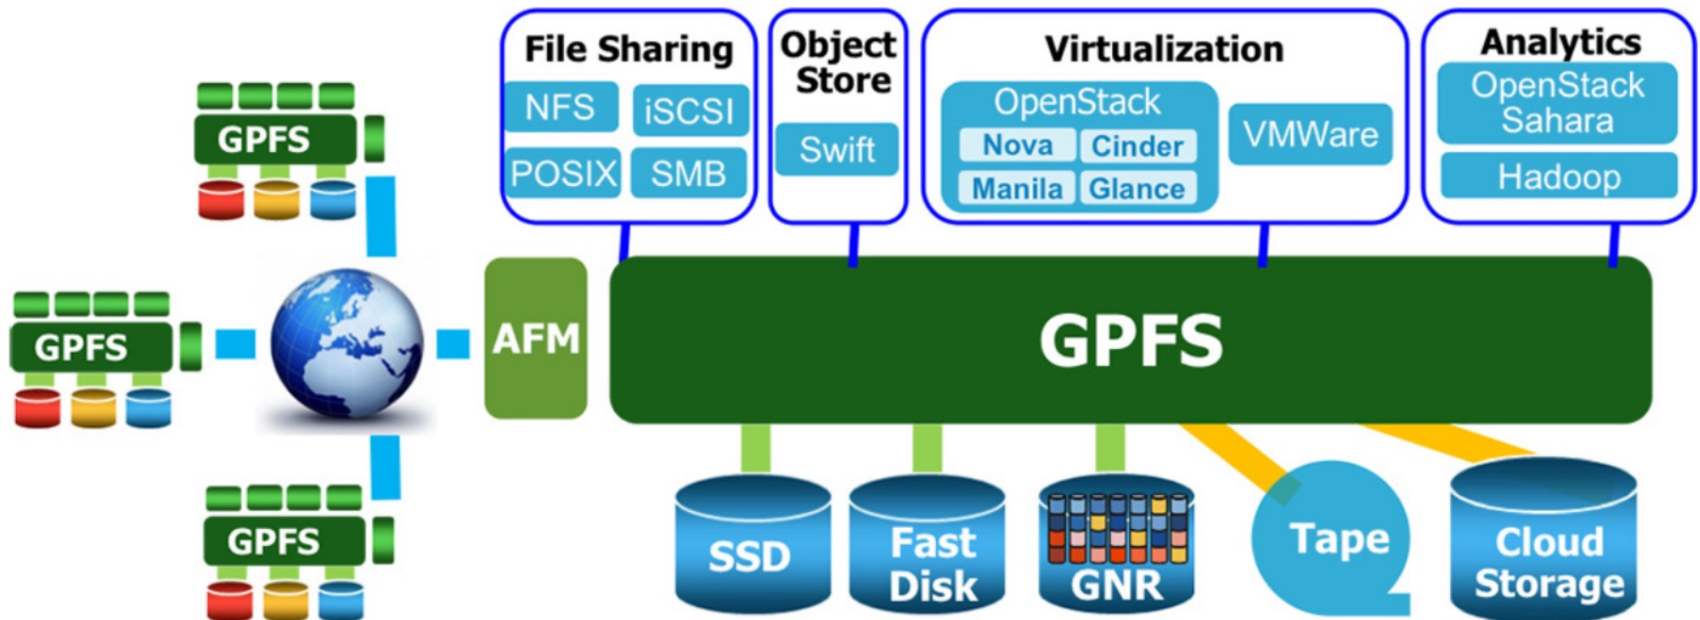 File Sharing
NFS
iSCSI
POSIX
SMB
Object
Store
Swift
Virtualization
OpenStack
Nova
Cinder
Manila
Glance
VMWare
Analytics
OpenStack
Sahara
Hadoop
GPFS
GPFS
GPFS
AFM
GPFS
SSD
Fast
Disk
GNR
Tape
Cloud
Storage